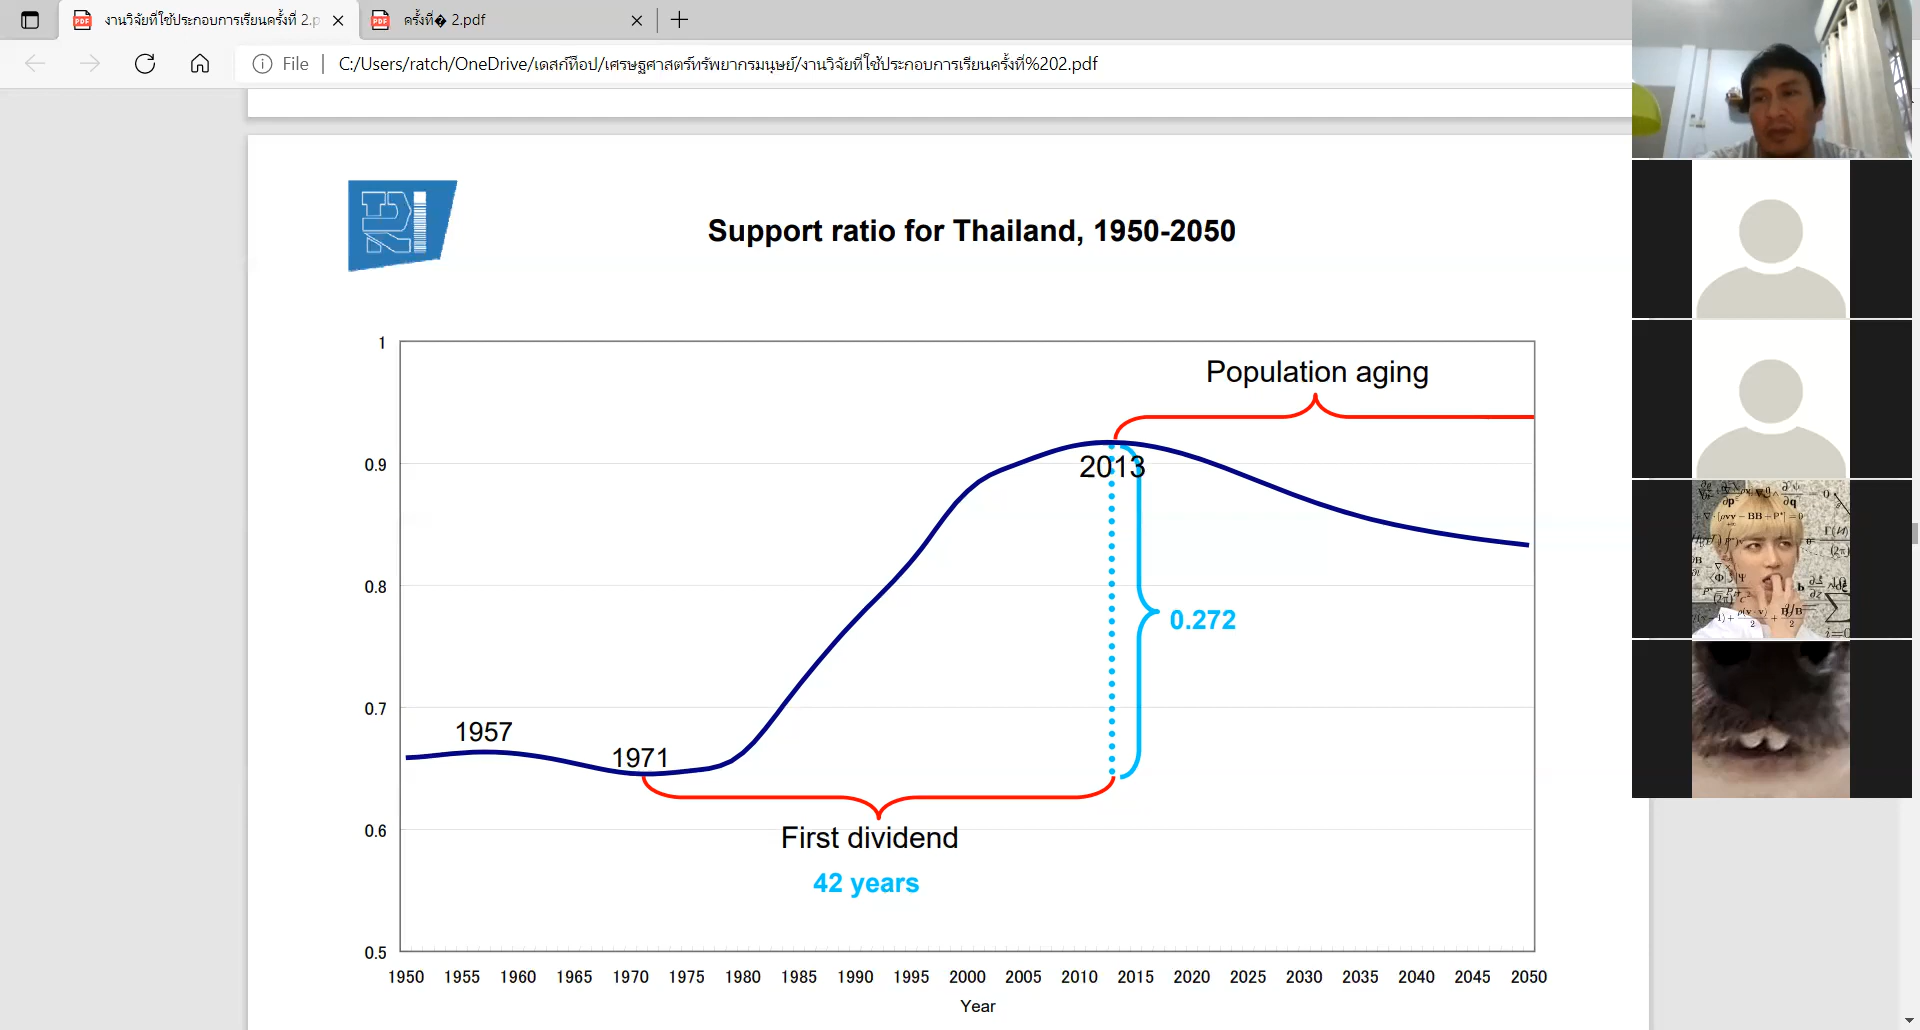 งานวิจัยที่ใช้ประกอบการเรียนครั้งที่ 2.p
ครั้งที่� 2.pdf
File
C:/Users/ratch/OneDrive/เดสก์ท็อป/เศรษฐศาสตร์ทรัพยากรมนุษย์/งานวิจัยที่ใช้ประกอบการเรียนครั้งที่%202.pdf
Support ratio for Thailand, 1950-2050
1
Population aging
0.9
2013
0.8
0.272
0.7
1957
1971
0.6
First dividend
42 years
0.5
1950 1955 1960 1965 1970 1975 1980 1985 1990 1995 2000 2005 2010 2015 2020 2025 2030 2035 2040 2045 2050
Year